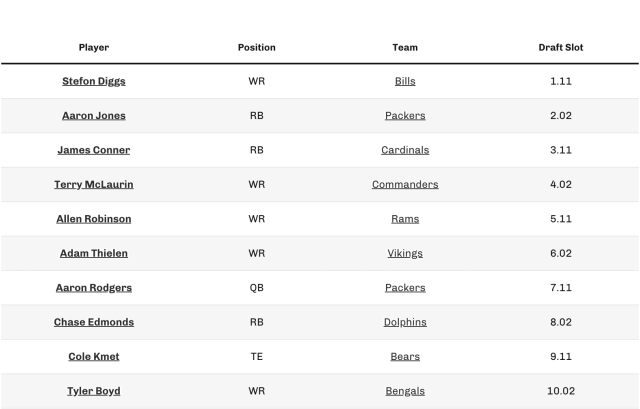 Player Position Team Draft Slot
Stefon Diggs WR Bills 1.11
Aaron Jones RB Packers 2.02
James Conner RB Cardinals 3.11
Terry McLaurin WR Commanders 4.02
Allen Robinson WR Rams 5.11
Adam Thielen WR Vikings 6.02
Aaron Rodgers QB Packers 7.11
Chase Edmonds RB Dolphins 8.02
Cole Kmet TE Bears 9.11
Tyler Boyd WR Bengals 10.02